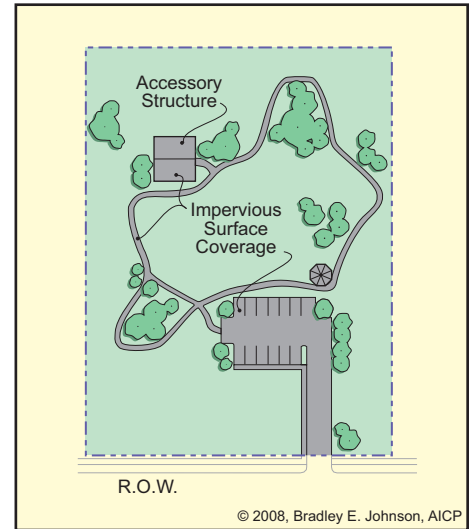 Accessory
Structure
Impervious
Surface
Coverage
R.O.W.
© 2008, Bradley E. Johnson, AICP